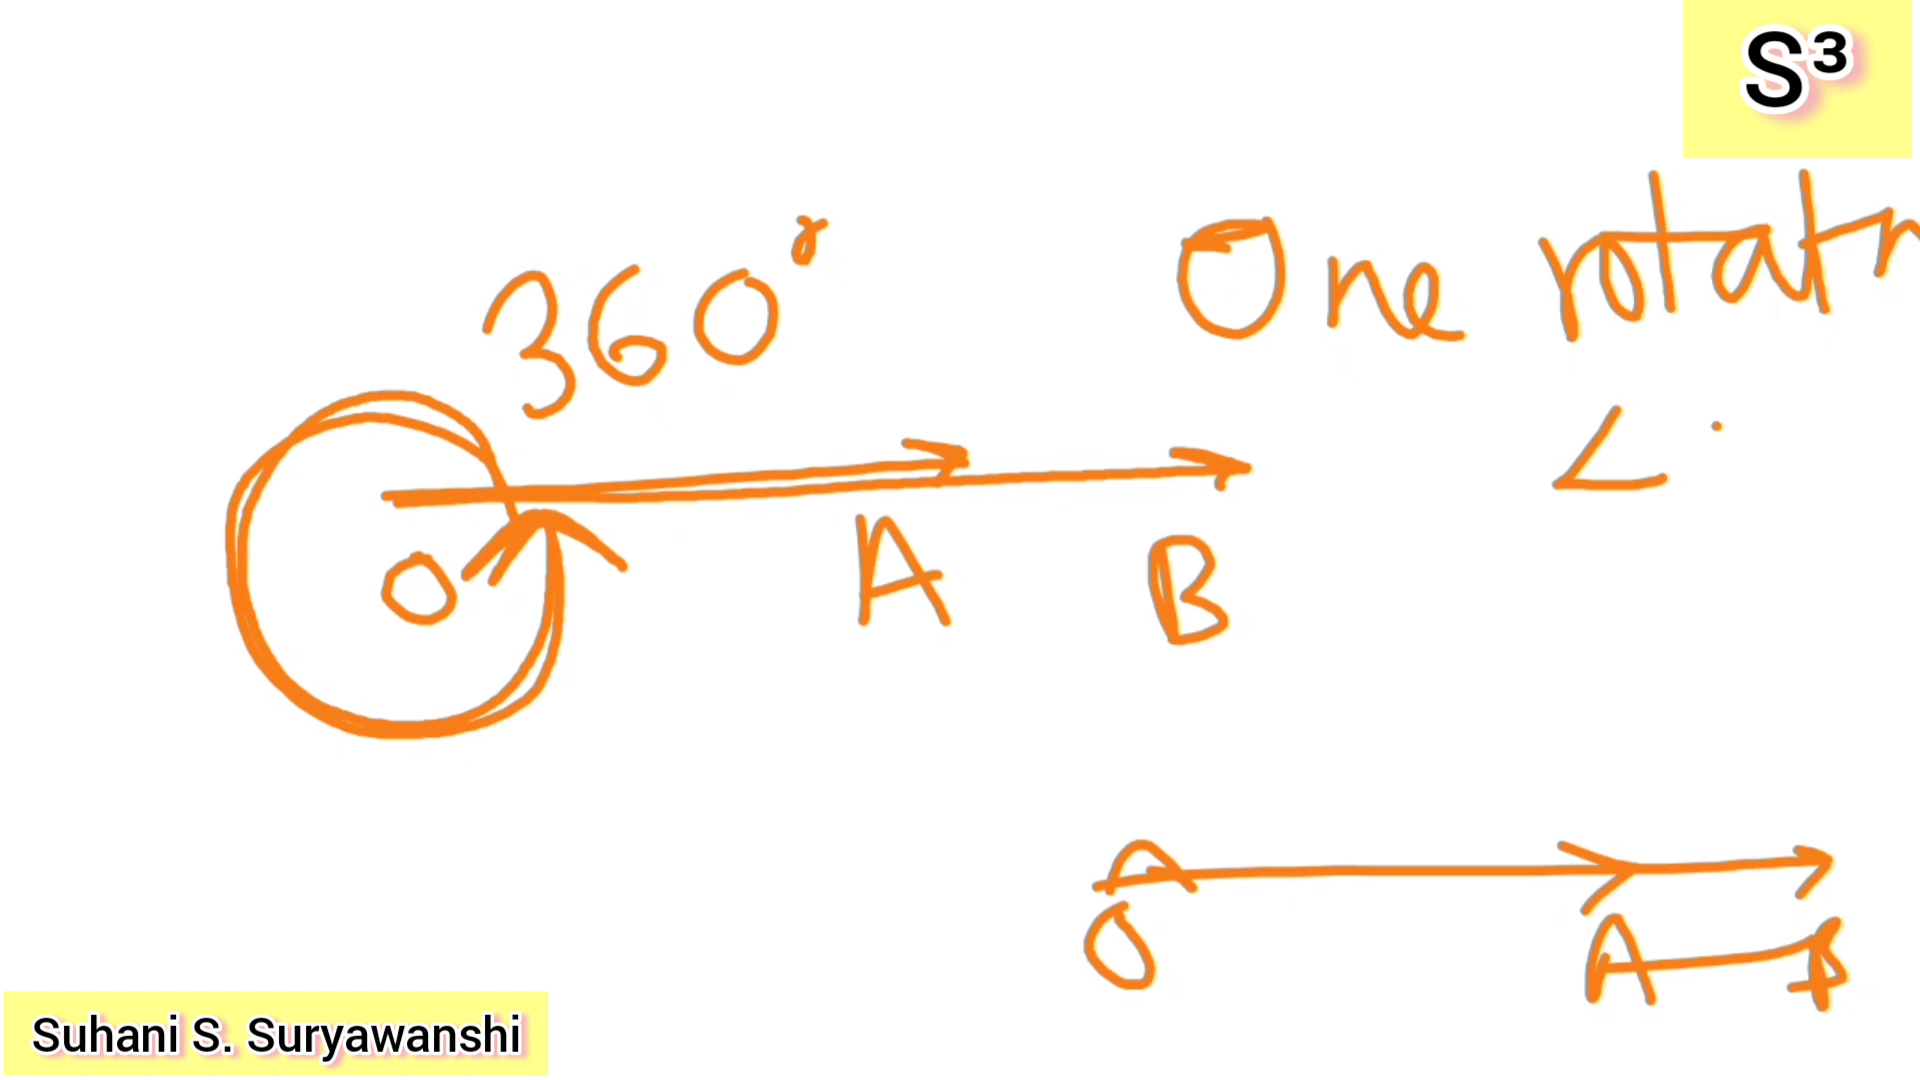 S³
360°
One rotatn
<
O A B
O A B
Suhani S. Suryawanshi